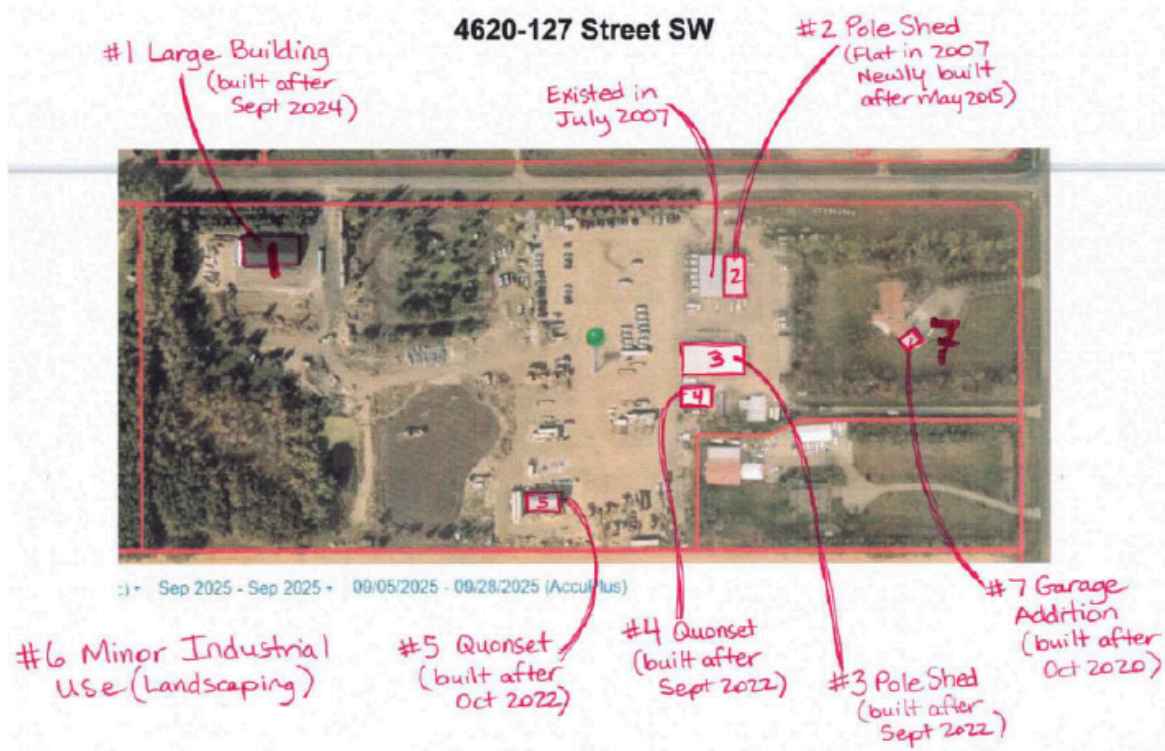 4620-127 Street SW
#1 Large Building
(built after
Sept 2024)
Existed in
July 2007
#2 Pole Shed
(Flat in 2007
Newly built
after May 2015)
1
2
3
4
5
7
:) Sep 2025 - Sep 2025 09/05/2025 - 09/28/2025 (AccuPlus)
#6 Minor Industrial
Use (Landscaping)
#5 Quonset
(built after
Oct 2022)
#4 Quonset
(built after
Sept 2022)
#3 Pole Shed
(built after
Sept 2022)
#7 Garage
Addition
(built after
Oct 2020)